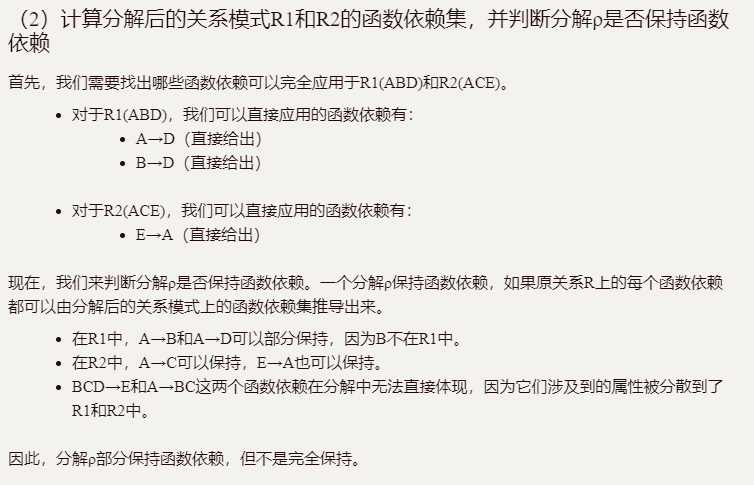 （2）计算分解后的关系模式R1和R2的函数依赖集，并判断分解ρ是否保持函数
依赖
首先，我们需要找出哪些函数依赖可以完全应用于R1(ABD)和R2(ACE)。
• 对于R1(ABD)，我们可以直接应用的函数依赖有：
• A→D（直接给出）
• B→D（直接给出）
• 对于R2(ACE)，我们可以直接应用的函数依赖有：
• E→A（直接给出）
现在，我们来判断分解ρ是否保持函数依赖。一个分解ρ保持函数依赖，如果原关系R上的每个函数依赖
都可以由分解后的关系模式上的函数依赖集推导出来。
• 在R1中，A→B和A→D可以部分保持，因为B不在R1中。
• 在R2中，A→C可以保持，E→A也可以保持。
• BCD→E和A→BC这两个函数依赖在分解中无法直接体现，因为它们涉及到的属性被分散到了
R1和R2中。
因此，分解ρ部分保持函数依赖，但不是完全保持。